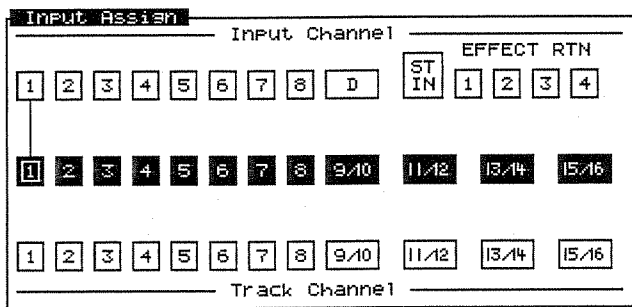 Input Assign
Input Channel
EFFECT RTN
1 2 3 4 5 6 7 8 D ST IN 1 2 3 4
1 2 3 4 5 6 7 8 9/10 11/12 13/14 15/16
1 2 3 4 5 6 7 8 9/10 11/12 13/14 15/16
Track Channel